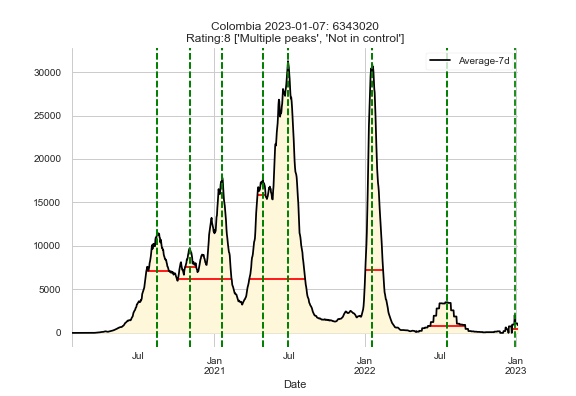 Colombia 2023-01-07: 6343020
Rating:8 ['Multiple peaks', 'Not in control']
Average-7d
30000
25000
20000
15000
10000
5000
0
Jul
Jan
2021
Jul
Jan
2022
Jul
Jan
2023
Date